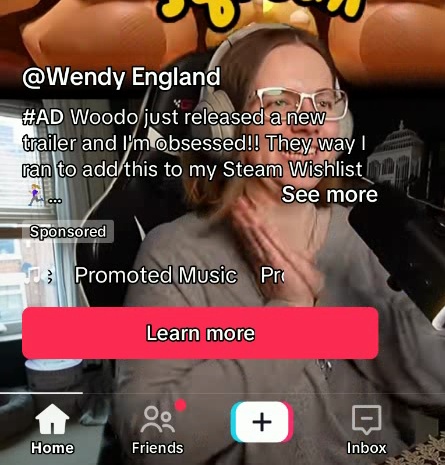 @Wendy England
#AD Woodo just released a new
trailer and I'm obsessed!! They way I
ran to add this to my Steam Wishlist
🏃‍♀️...
See more
Sponsored
Promoted Music Pro
Learn more
Home
Friends
Inbox